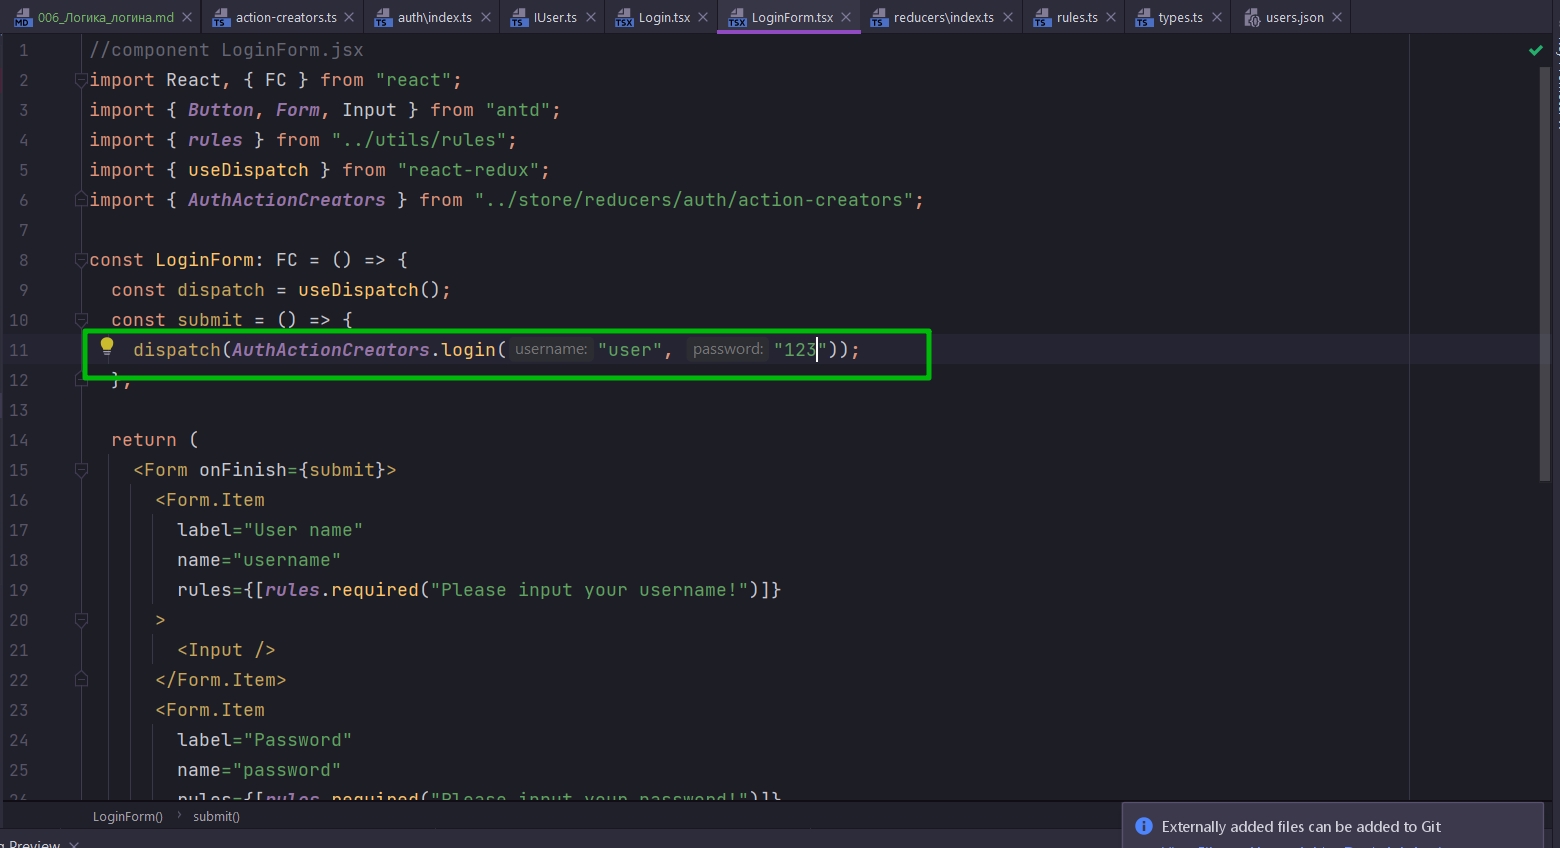 006_Логика_логина.md action-creators.ts auth\index.ts IUser.ts Login.tsx LoginForm.tsx reducers\index.ts rules.ts types.ts users.json
1 //component LoginForm.jsx
2 import React, { FC } from "react";
3 import { Button, Form, Input } from "antd";
4 import { rules } from "../utils/rules";
5 import { useDispatch } from "react-redux";
6 import { AuthActionCreators } from "../store/reducers/auth/action-creators";
7
8 const LoginForm: FC = () => {
9 const dispatch = useDispatch();
10 const submit = () => {
11 dispatch(AuthActionCreators.login( username: "user", password: "123"));
12 };
13
14 return (
15 <Form onFinish={submit}>
16 <Form.Item
17 label="User name"
18 name="username"
19 rules={[rules.required("Please input your username!")]}
20 >
21 <Input />
22 </Form.Item>
23 <Form.Item
24 label="Password"
25 name="password"
26 rules={[rules.required("Please input your password!")]}
LoginForm() › submit()
Externally added files can be added to Git
Preview